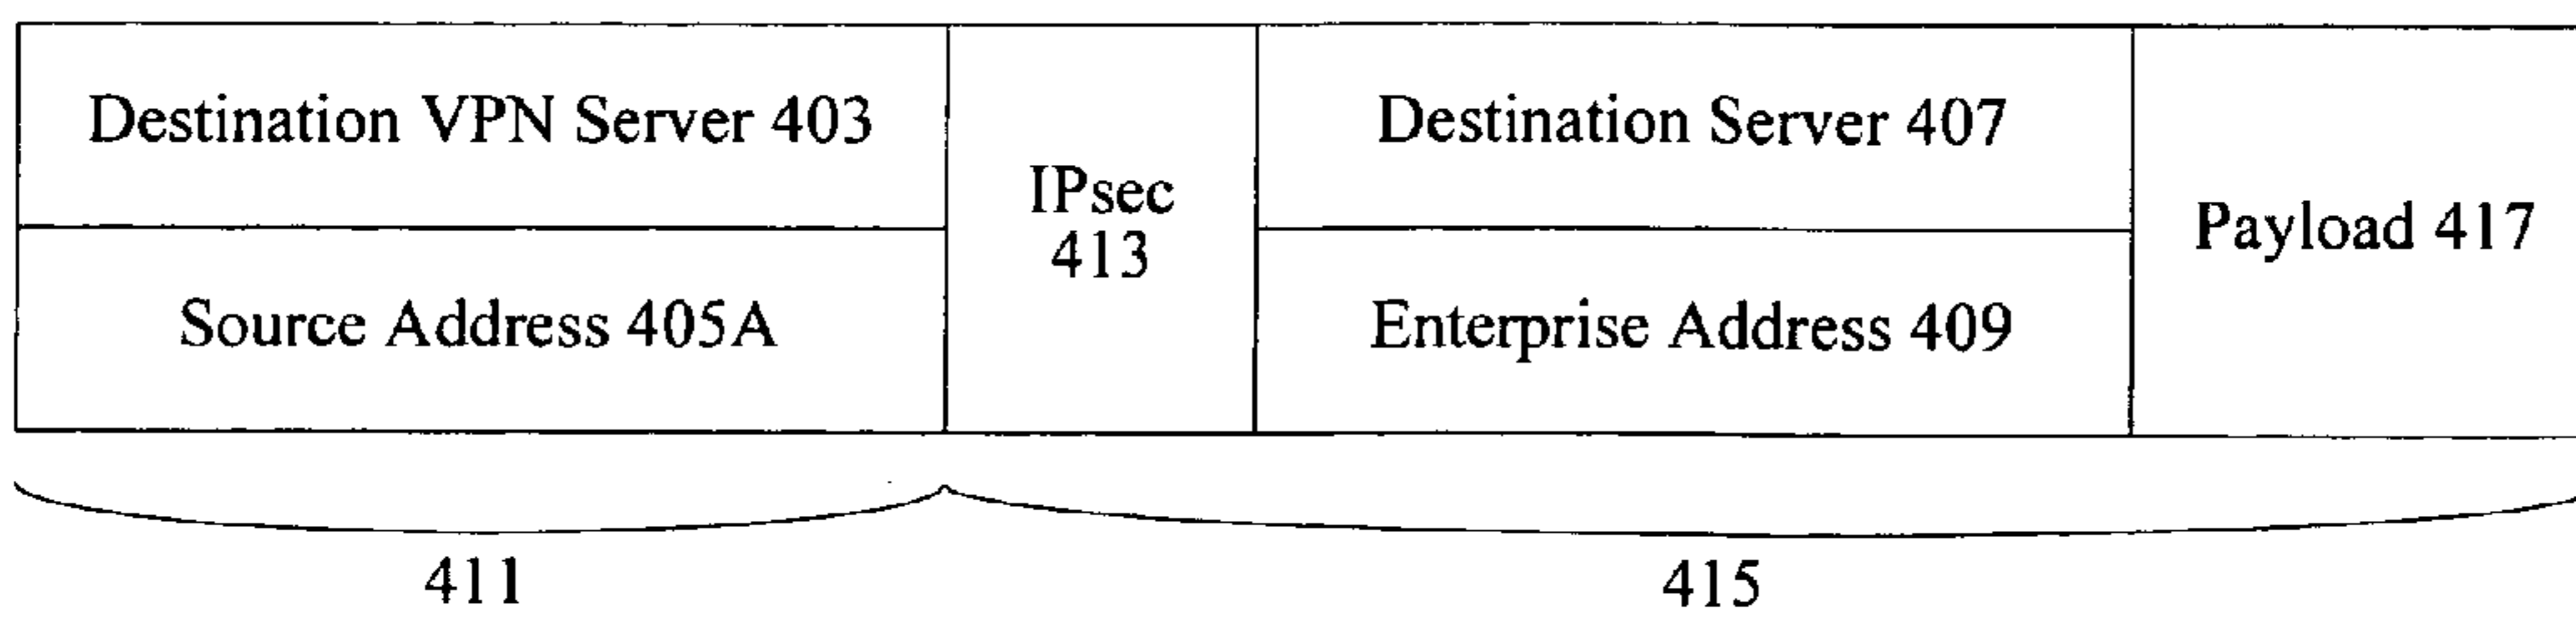 Destination VPN Server 403
Source Address 405A
IPsec
413
Destination Server 407
Enterprise Address 409
Payload 417
411
415